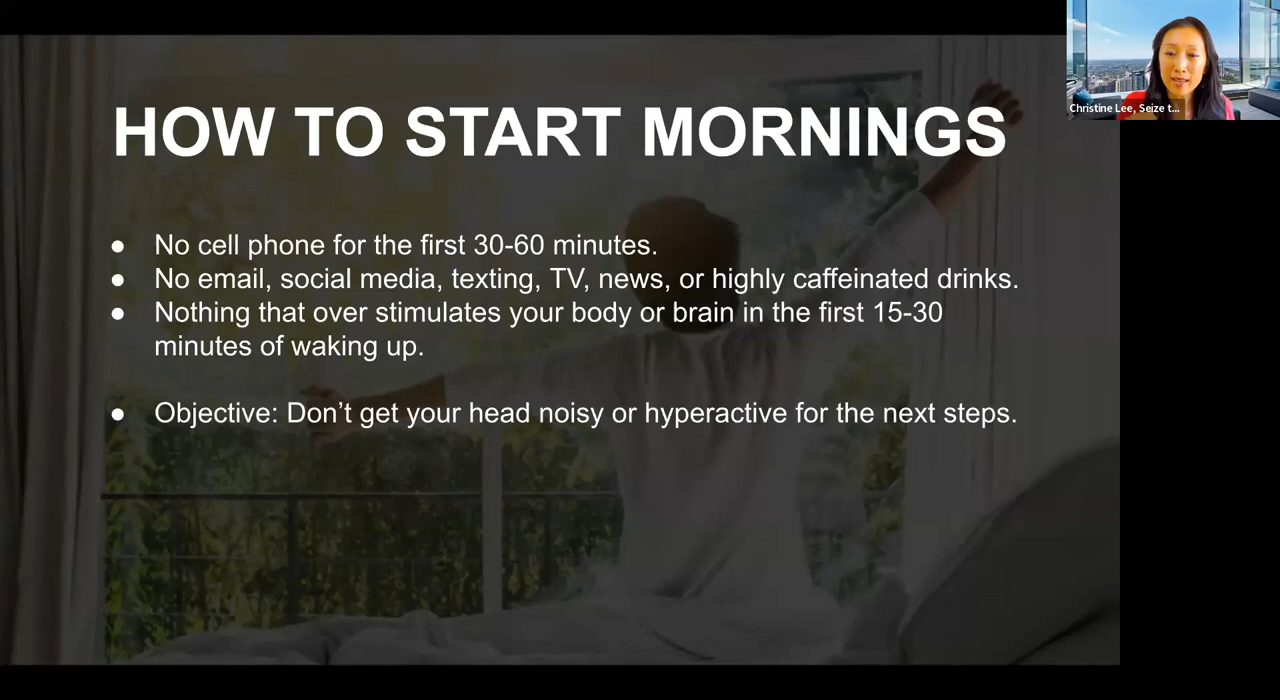 HOW TO START MORNINGS
Christine Lee, Seize t...
● No cell phone for the first 30-60 minutes.
● No email, social media, texting, TV, news, or highly caffeinated drinks.
● Nothing that over stimulates your body or brain in the first 15-30
minutes of waking up.
● Objective: Don’t get your head noisy or hyperactive for the next steps.